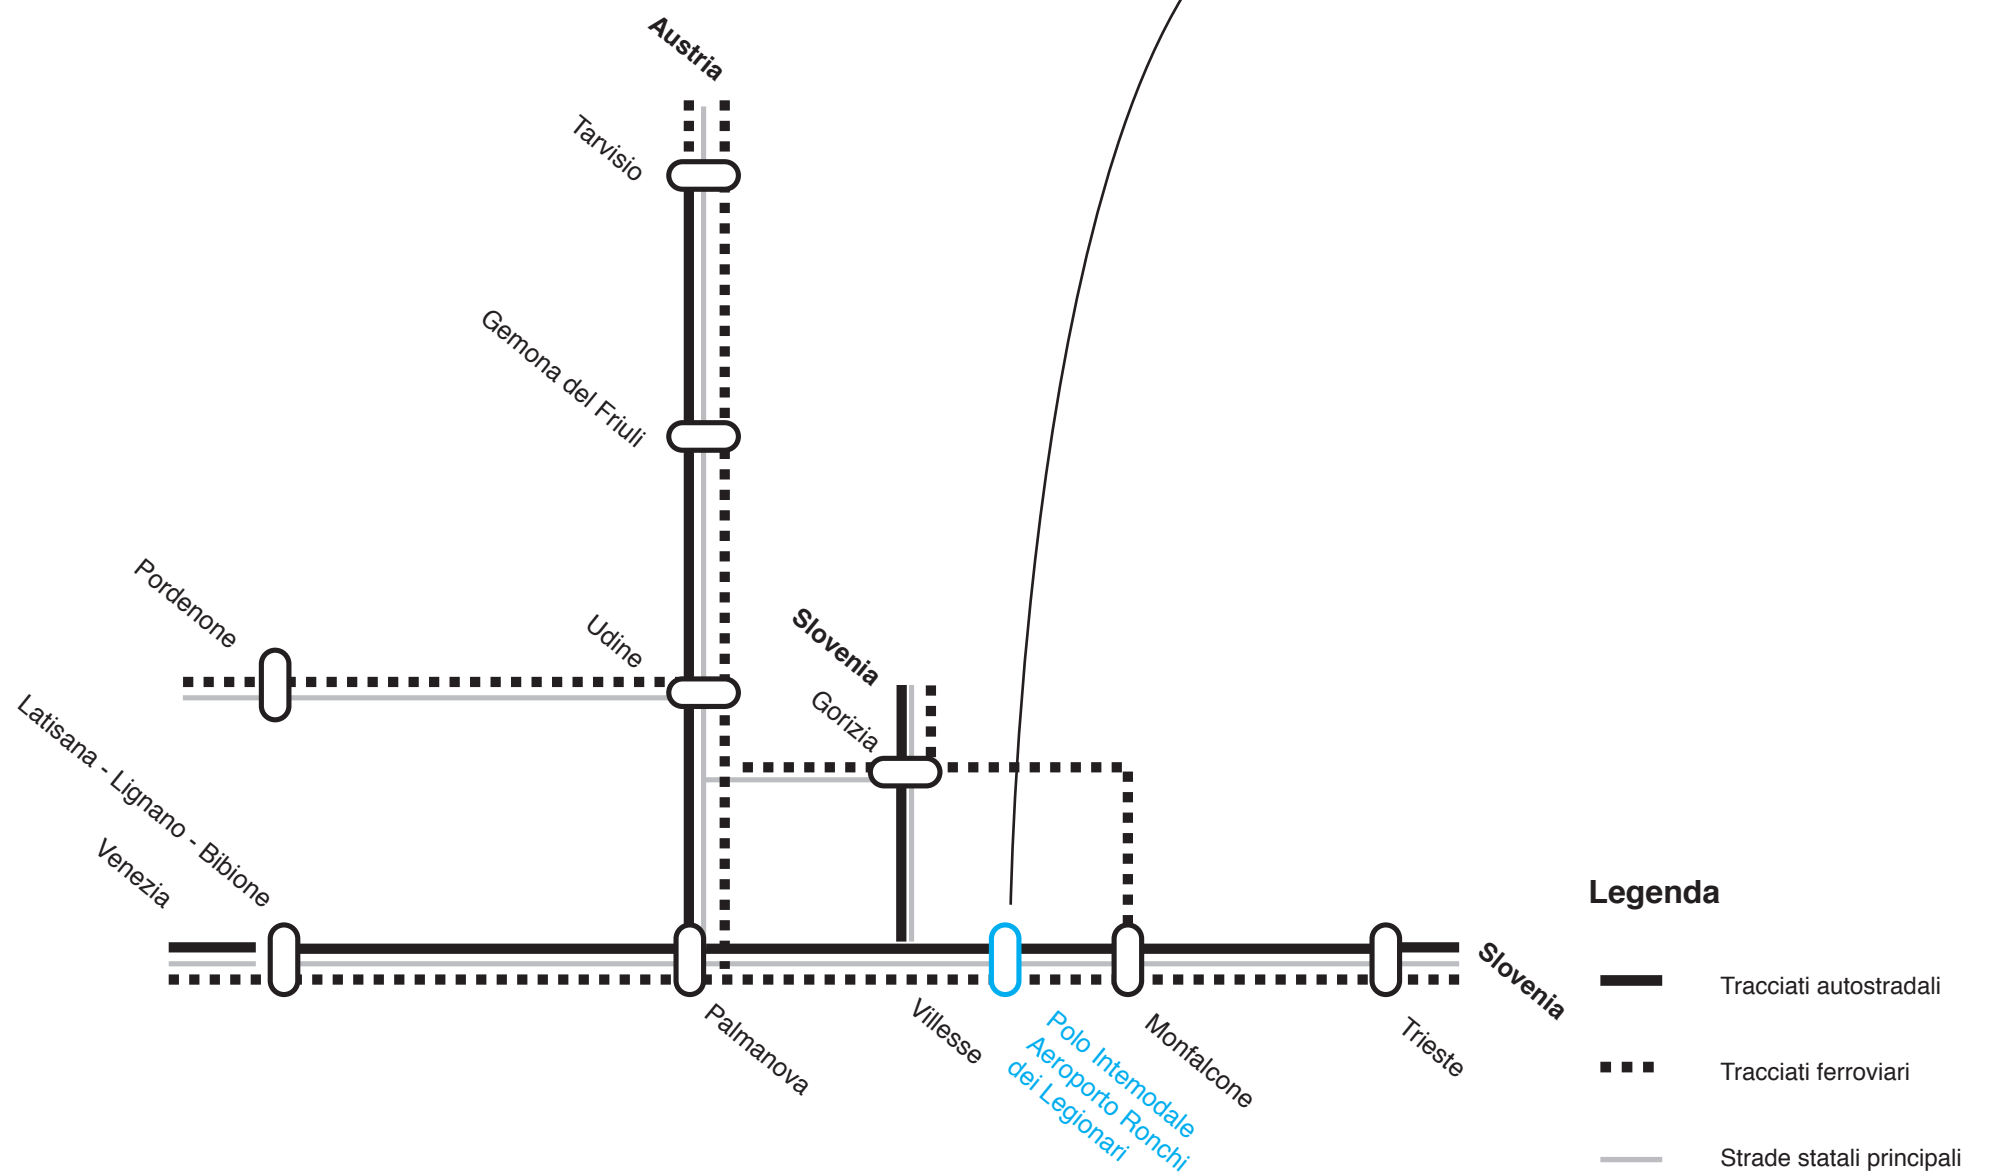 Austria
Tarvisio
Gemona del Friuli
Pordenone
Udine
Slovenia
Gorizia
Latisana - Lignano - Bibione
Venezia
Palmanova
Villesse
Polo Intemodale
Aeroporto Ronchi
dei Legionari
Monfalcone
Trieste
Slovenia
Legenda
Tracciati autostradali
Tracciati ferroviari
Strade statali principali